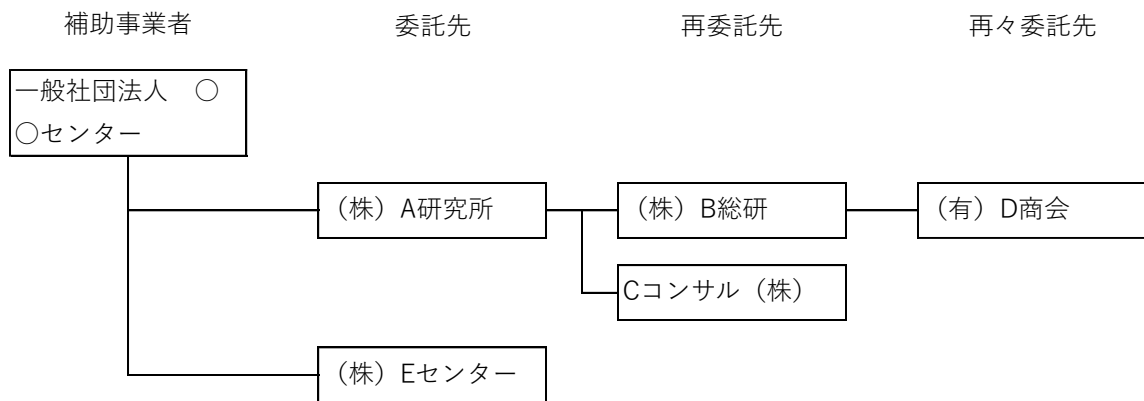 補助事業者
委託先
再委託先
再々委託先
一般社団法人　○
○センター
（株）A研究所
（株）B総研
（有）D商会
Cコンサル（株）
（株）Eセンター